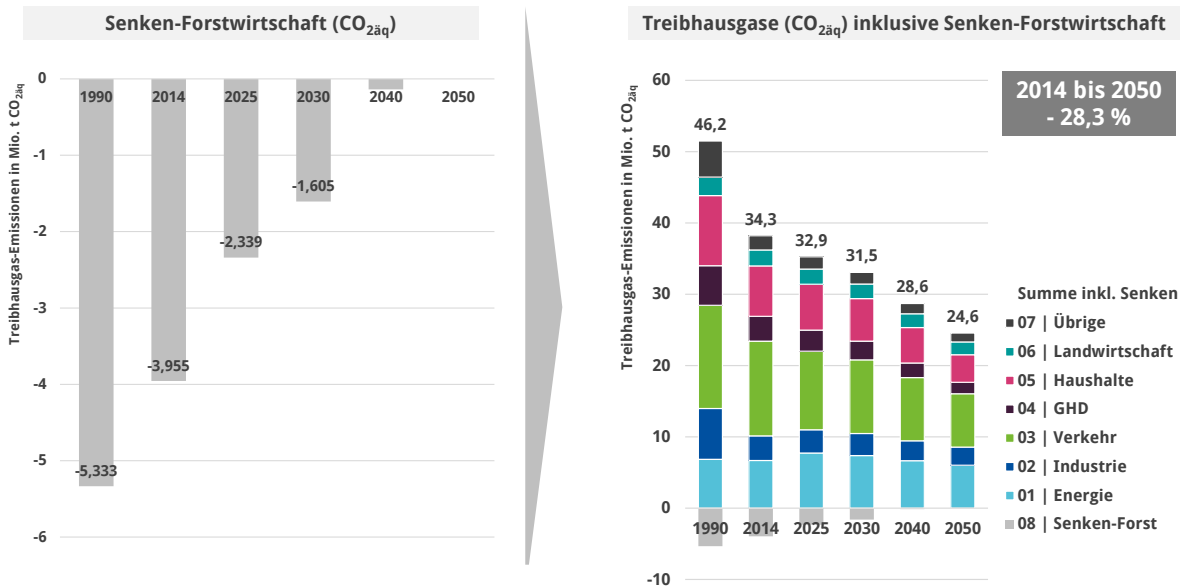 Senken-Forstwirtschaft (CO2äq)
Treibhausgas-Emissionen in Mio. t CO2äq
0
-1
-2
-3
-4
-5
-6
1990
2014
2025
2030
2040
2050
-5,333
-3,955
-2,339
-1,605
Treibhausgase (CO2äq) inklusive Senken-Forstwirtschaft
2014 bis 2050
- 28,3 %
Treibhausgas-Emissionen in Mio. t CO2äq
60
50
40
30
20
10
0
-10
46,2
34,3
32,9
31,5
28,6
24,6
1990
2014
2025
2030
2040
2050
Summe inkl. Senken
07 | Übrige
06 | Landwirtschaft
05 | Haushalte
04 | GHD
03 | Verkehr
02 | Industrie
01 | Energie
08 | Senken-Forst